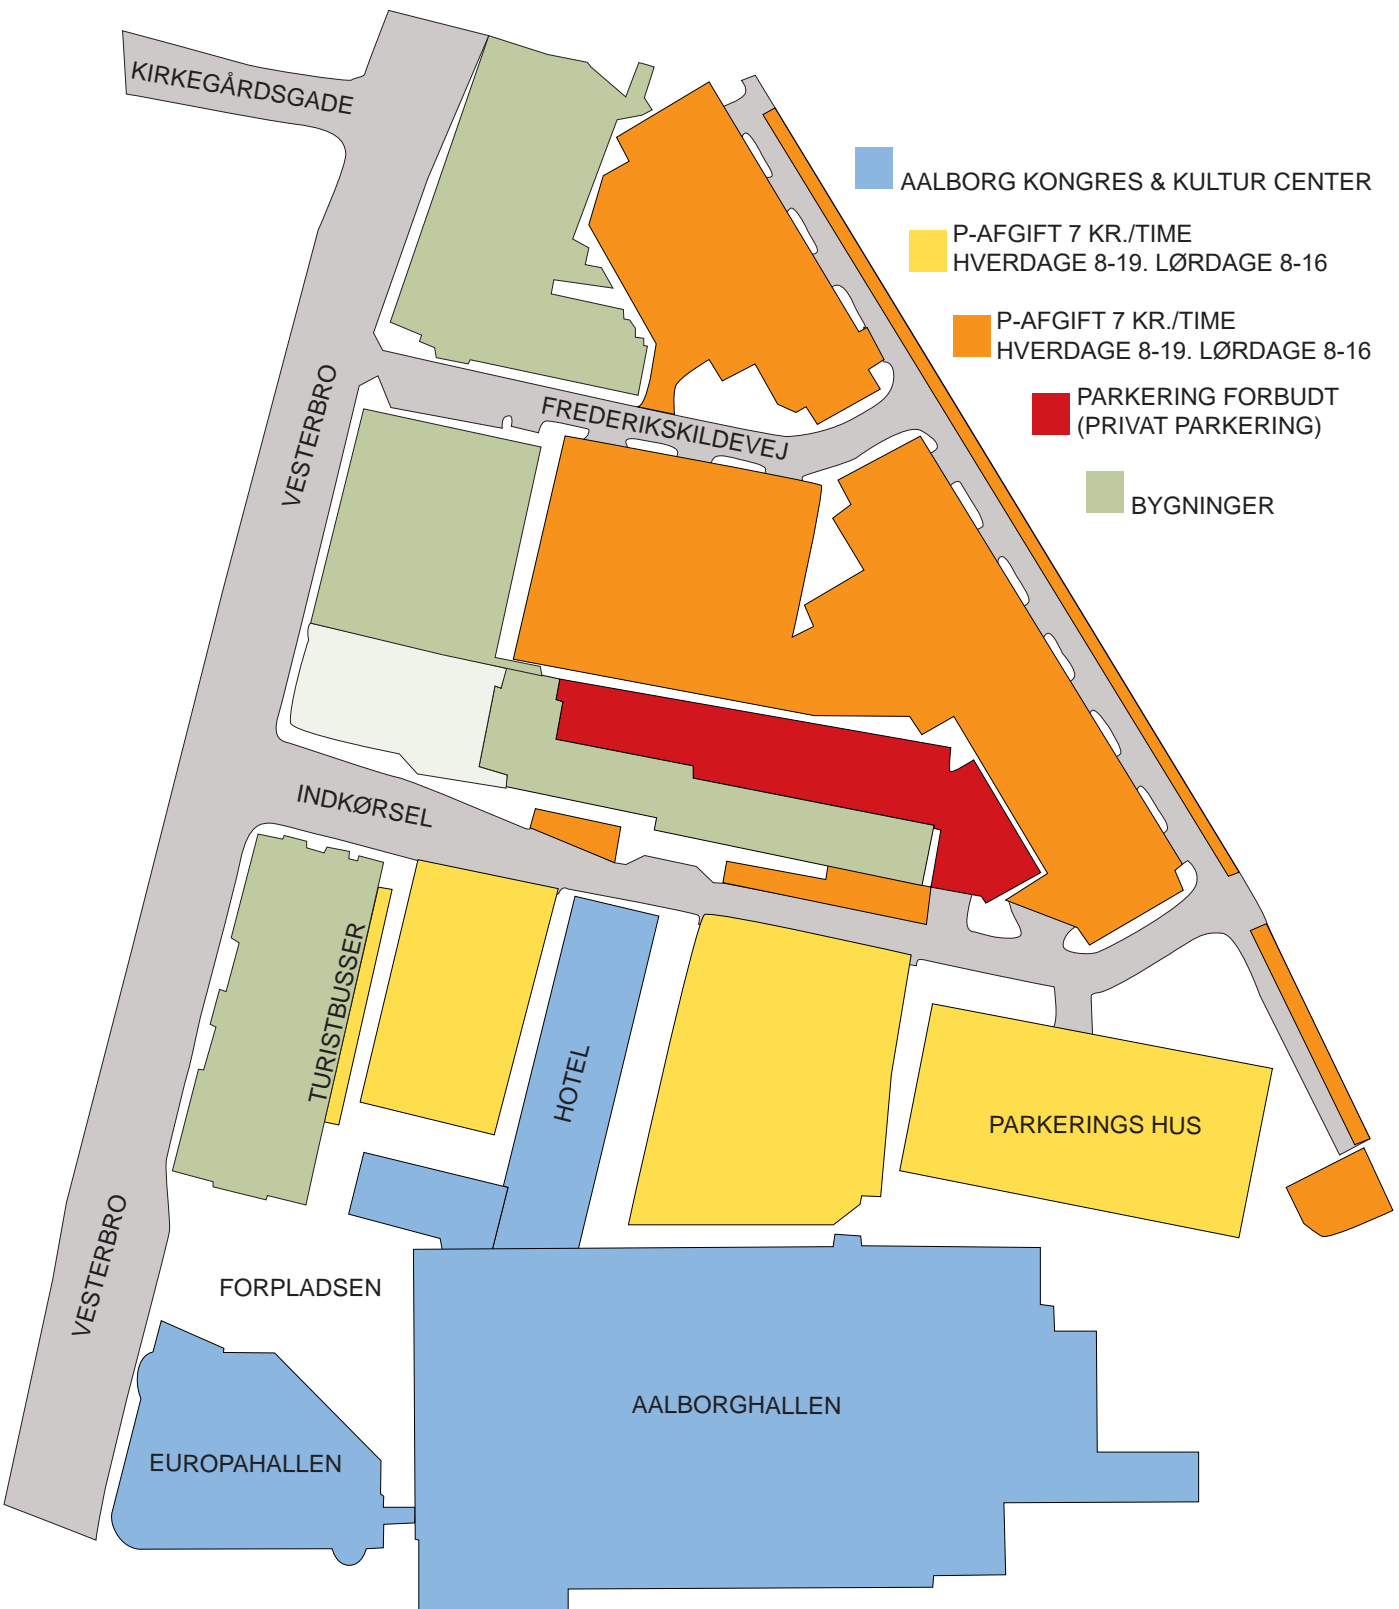 KIRKEGÅRDSGADE
AALBORG KONGRES & KULTUR CENTER
P-AFGIFT 7 KR./TIME
HVERDAGE 8-19. LØRDAGE 8-16
P-AFGIFT 7 KR./TIME
HVERDAGE 8-19. LØRDAGE 8-16
PARKERING FORBUDT
(PRIVAT PARKERING)
BYGNINGER
VESTERBRO
FREDERIKSKILDEVEJ
INDKØRSEL
TURISTBUSSER
HOTEL
PARKERINGS HUS
VESTERBRO
FORPLADSEN
AALBORGHALLEN
EUROPAHALLEN